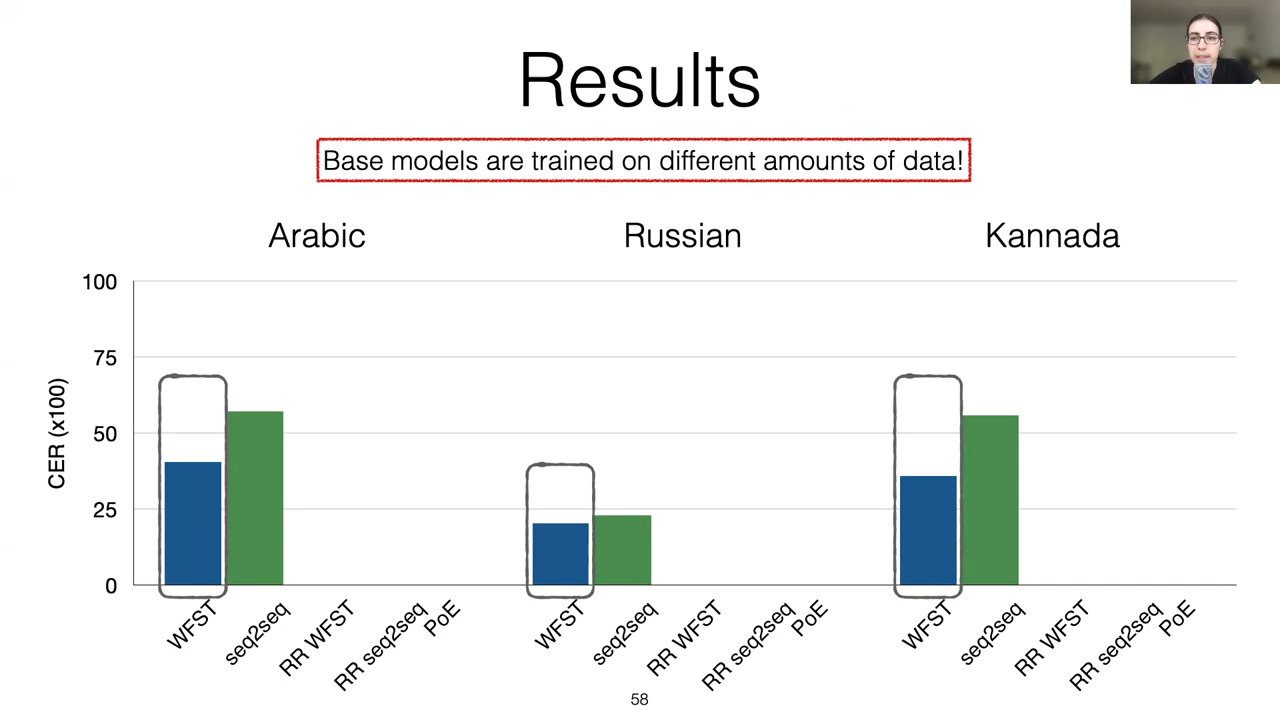 Results
Base models are trained on different amounts of data!
Arabic
Russian
Kannada
CER (x100)
100
75
50
25
0
WFST
seq2seq
RR WFST
RR seq2seq
PoE
WFST
seq2seq
RR WFST
RR seq2seq
PoE
WFST
seq2seq
RR WFST
RR seq2seq
PoE
58